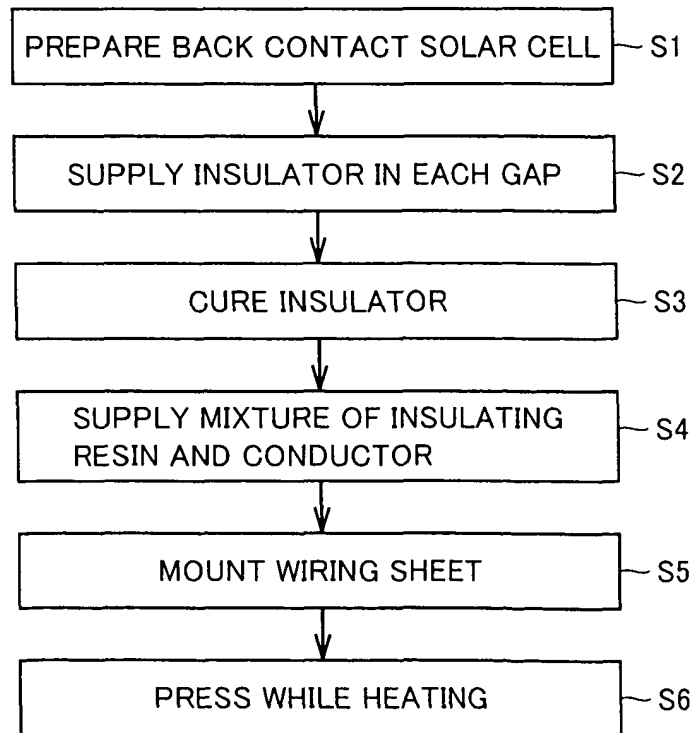 PREPARE BACK CONTACT SOLAR CELL S1
SUPPLY INSULATOR IN EACH GAP S2
CURE INSULATOR S3
SUPPLY MIXTURE OF INSULATING
RESIN AND CONDUCTOR S4
MOUNT WIRING SHEET S5
PRESS WHILE HEATING S6